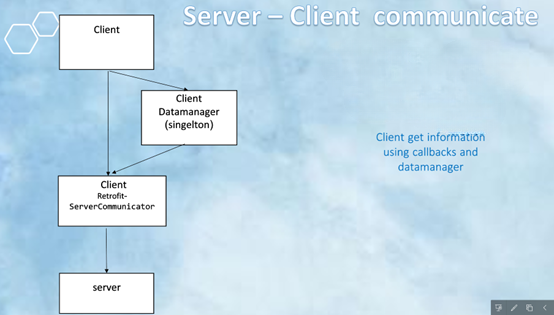 Server – Client communicate
Client
Client
Datamanager
(singelton)
Client get information
using callbacks and
datamanager
Client
Retrofit-
ServerCommunicator
server